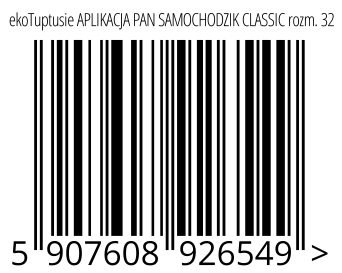 ekoTuptusie APLIKACJA PAN SAMOCHODZIK CLASSIC rozm. 32
5 907608 926549 >